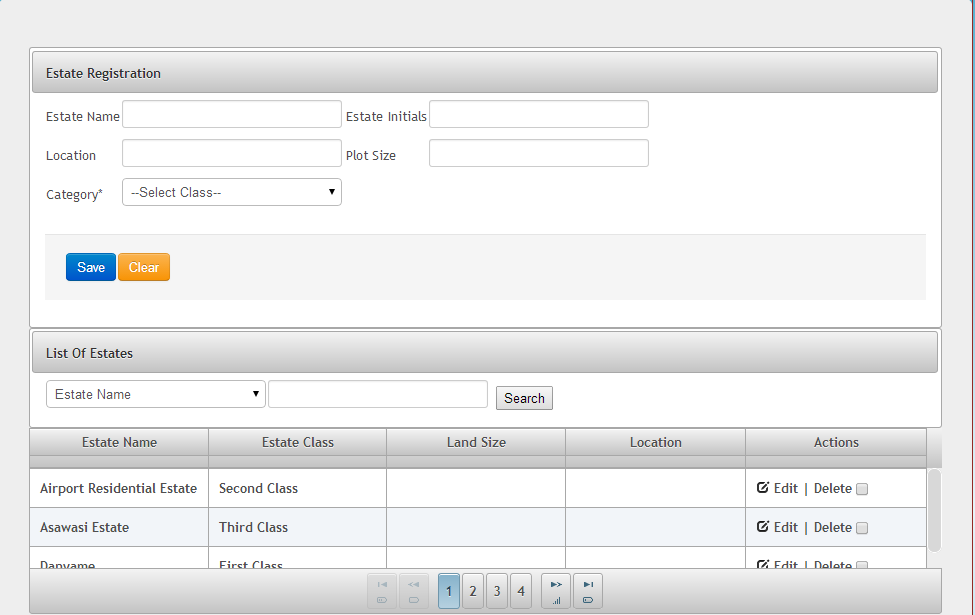 Estate Registration
Estate Name Estate Initials
Location Plot Size
Category* --Select Class--
Save Clear
List Of Estates
Estate Name Search
Estate Name Estate Class Land Size Location Actions
Airport Residential Estate Second Class Edit | Delete
Asawasi Estate Third Class Edit | Delete
Danyame First Class Edit | Delete
1 2 3 4